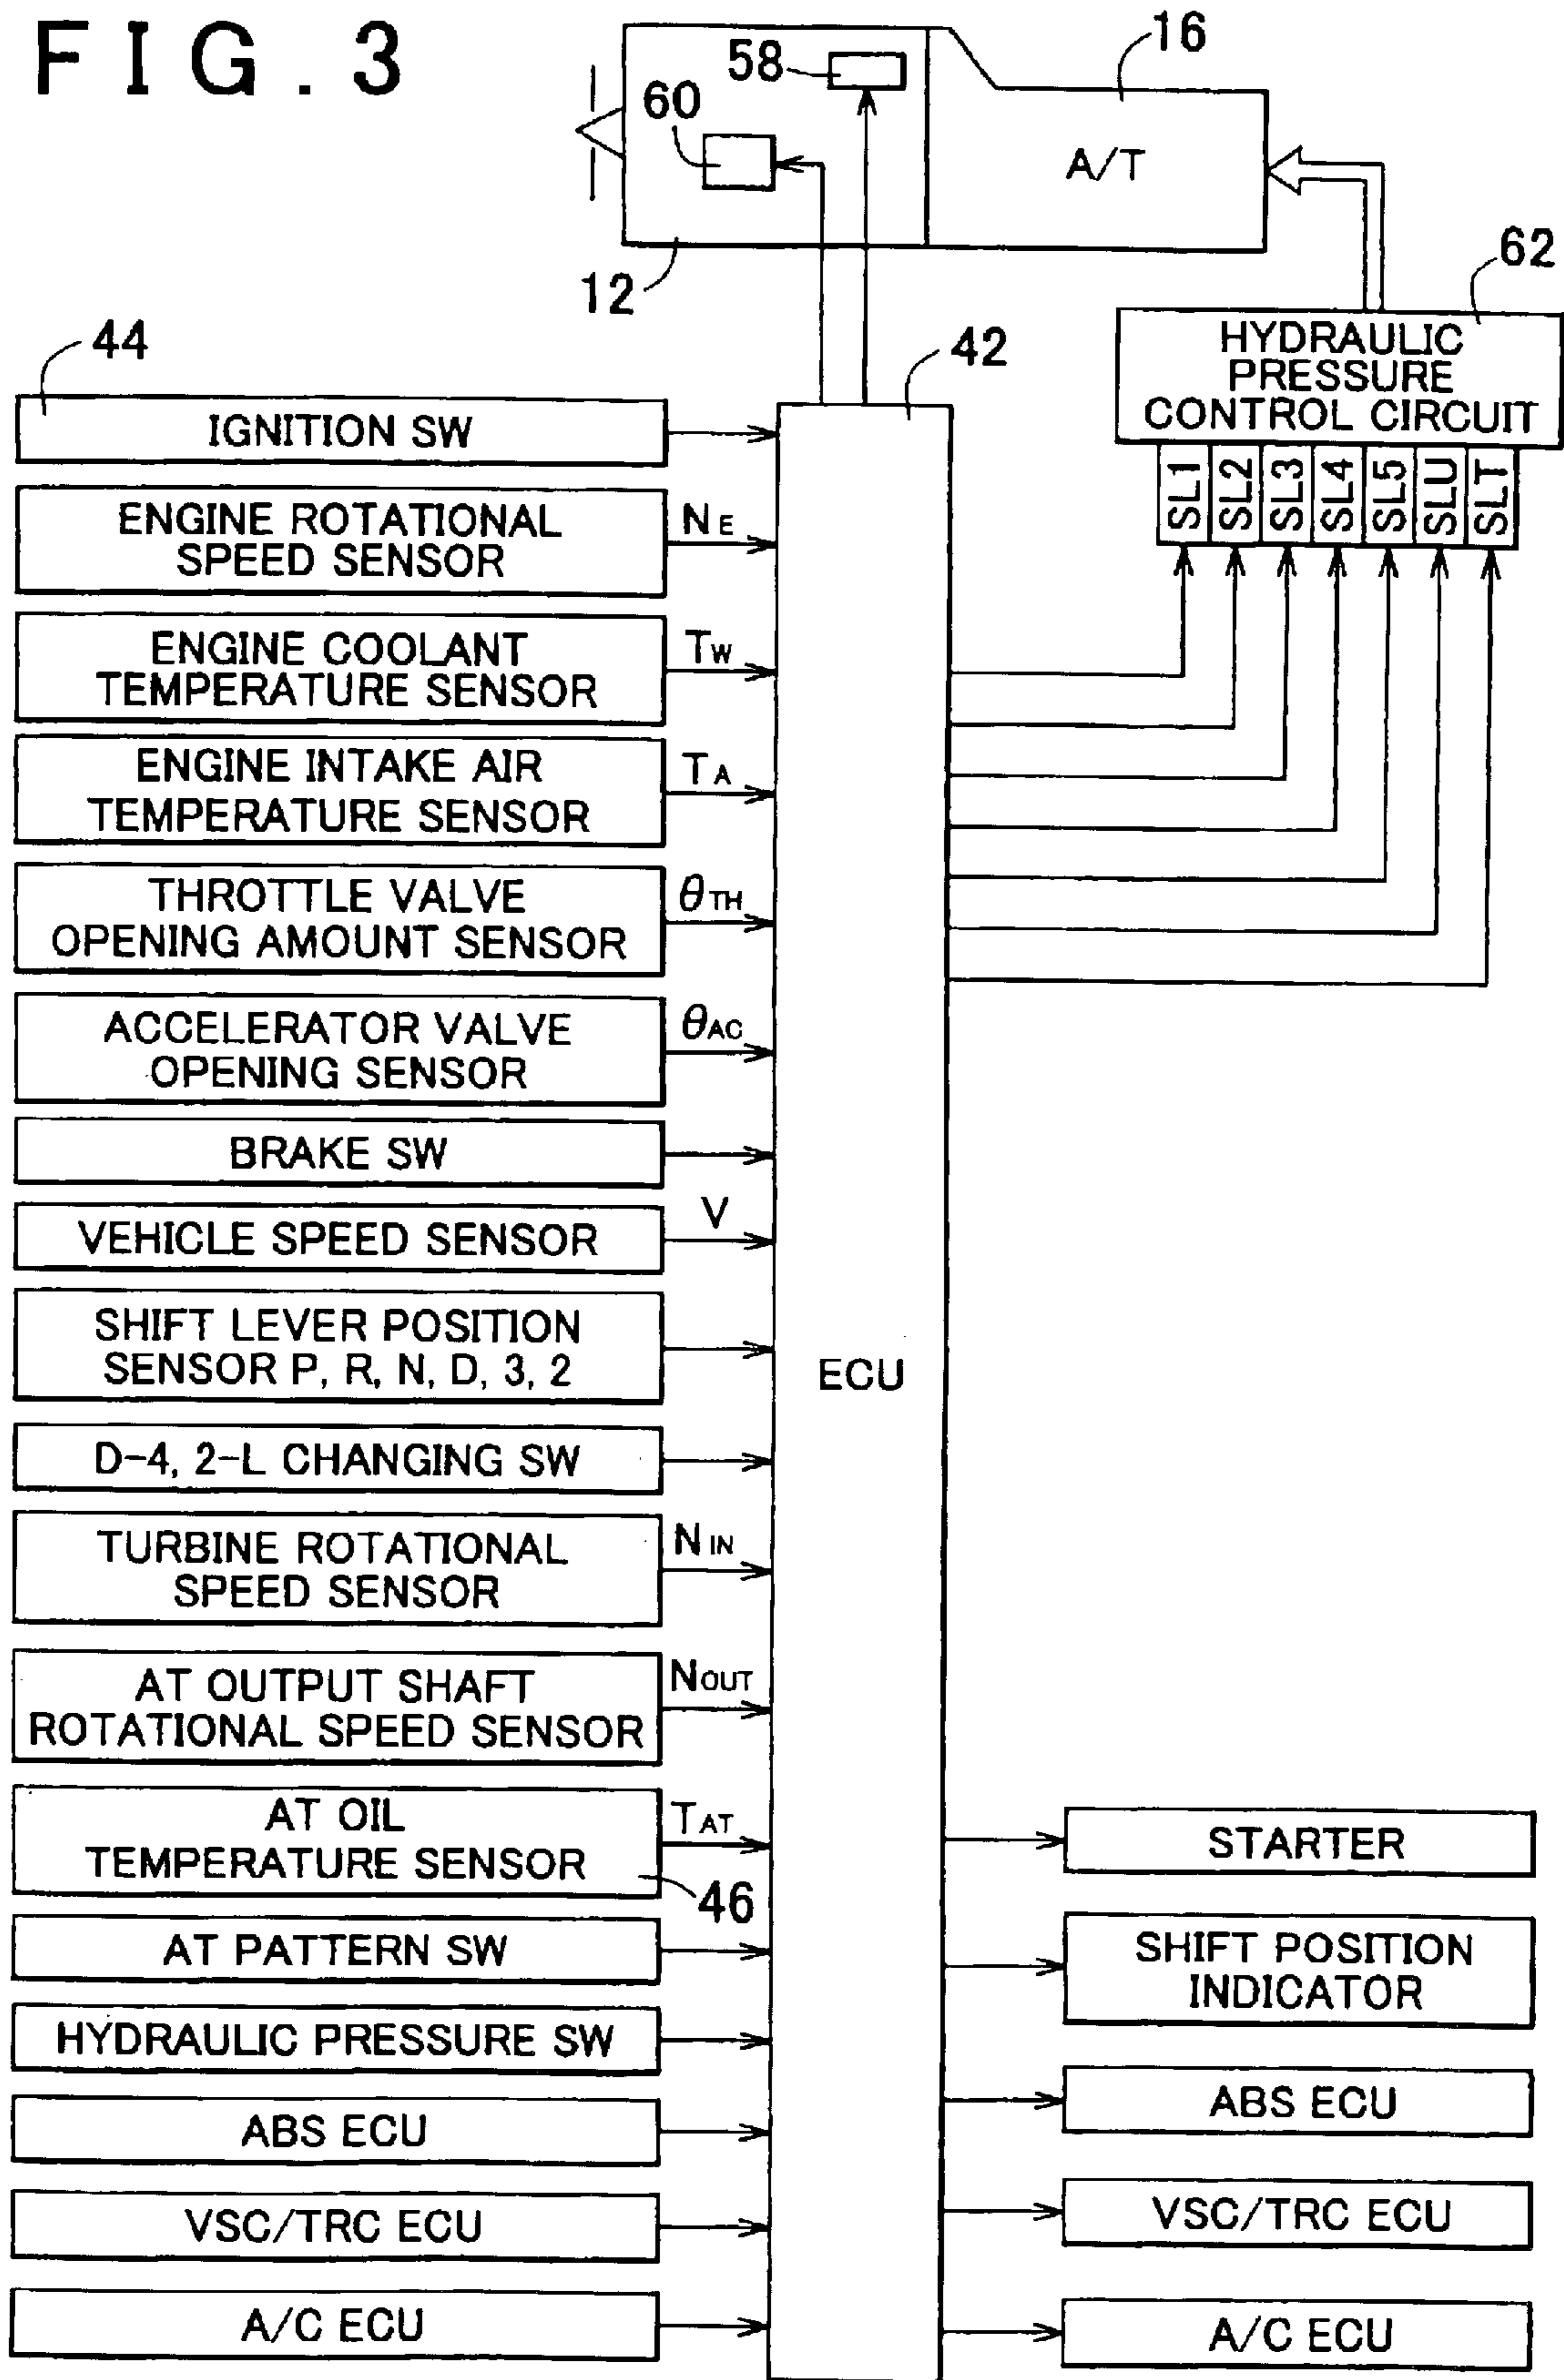 FIG.3
16
58
60
A/T
12
62
HYDRAULIC
PRESSURE
CONTROL CIRCUIT
SL1
SL2
SL3
SL4
SL5
SLU
SLT
44
42
IGNITION SW
ENGINE ROTATIONAL
SPEED SENSOR
NE
ENGINE COOLANT
TEMPERATURE SENSOR
TW
ENGINE INTAKE AIR
TEMPERATURE SENSOR
TA
THROTTLE VALVE
OPENING AMOUNT SENSOR
θTH
ACCELERATOR VALVE
OPENING SENSOR
θAC
BRAKE SW
VEHICLE SPEED SENSOR
V
SHIFT LEVER POSITION
SENSOR P, R, N, D, 3, 2
ECU
D-4, 2-L CHANGING SW
TURBINE ROTATIONAL
SPEED SENSOR
NIN
AT OUTPUT SHAFT
ROTATIONAL SPEED SENSOR
NOUT
AT OIL
TEMPERATURE SENSOR
TAT
46
AT PATTERN SW
HYDRAULIC PRESSURE SW
ABS ECU
VSC/TRC ECU
A/C ECU
STARTER
SHIFT POSITION
INDICATOR
ABS ECU
VSC/TRC ECU
A/C ECU